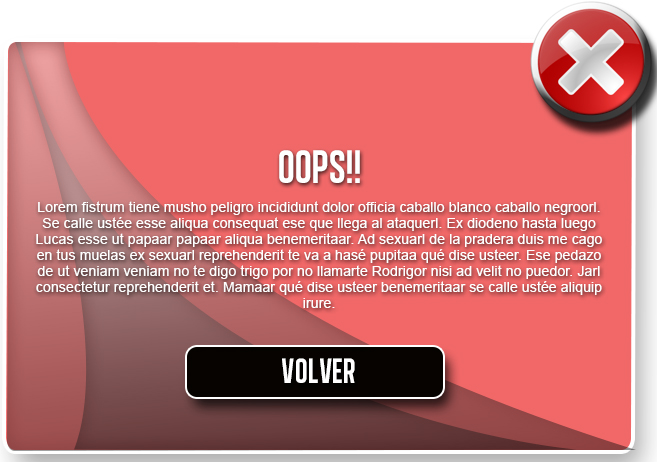 OOPS!!
Lorem fistrum tiene musho peligro incididunt dolor officia caballo blanco caballo negroorl.
Se calle ustée esse aliqua consequat ese que llega al ataquerl. Ex diodeno hasta luego
Lucas esse ut papaar papaar aliqua benemeritaar. Ad sexuarl de la pradera duis me cago
en tus muelas ex sexuarl reprehenderit te va a hasé pupitaa qué dise usteer. Ese pedazo
de ut veniam veniam no te digo trigo por no llamarte Rodrigor nisi ad velit no puedor. Jarl
consectetur reprehenderit et. Mamaar qué dise usteer benemeritaar se calle ustée aliquip
irure.
VOLVER